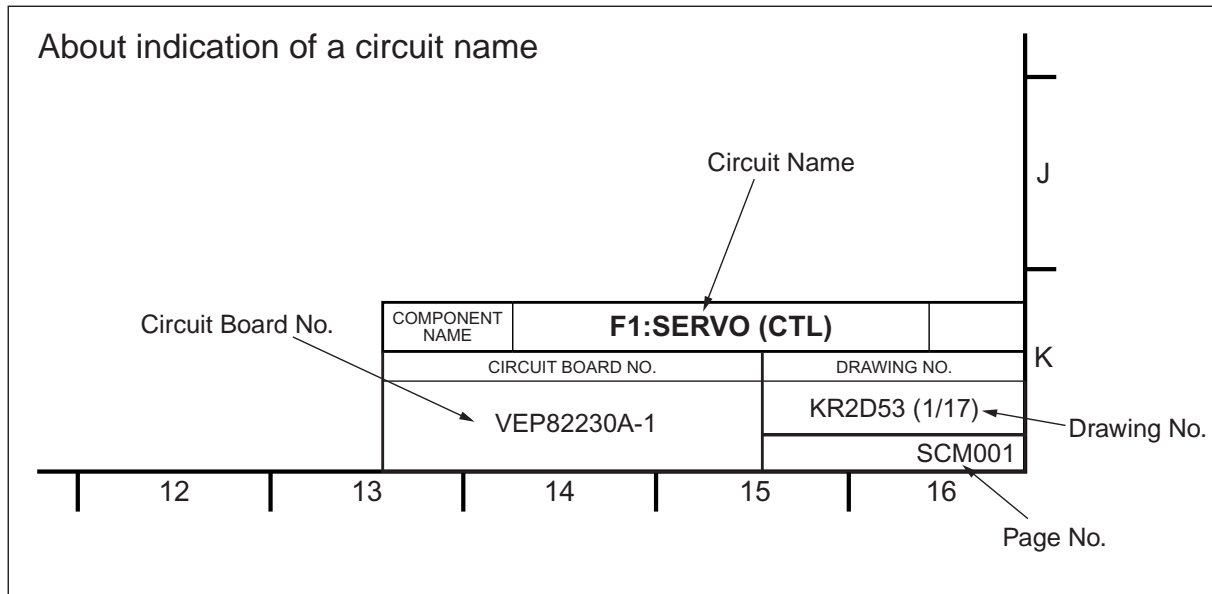 About indication of a circuit name
J
Circuit Name
Circuit Board No.
COMPONENT
NAME
F1:SERVO (CTL)
K
CIRCUIT BOARD NO.
DRAWING NO.
VEP82230A-1
KR2D53 (1/17)
Drawing No.
SCM001
12 13 14 15 16
Page No.